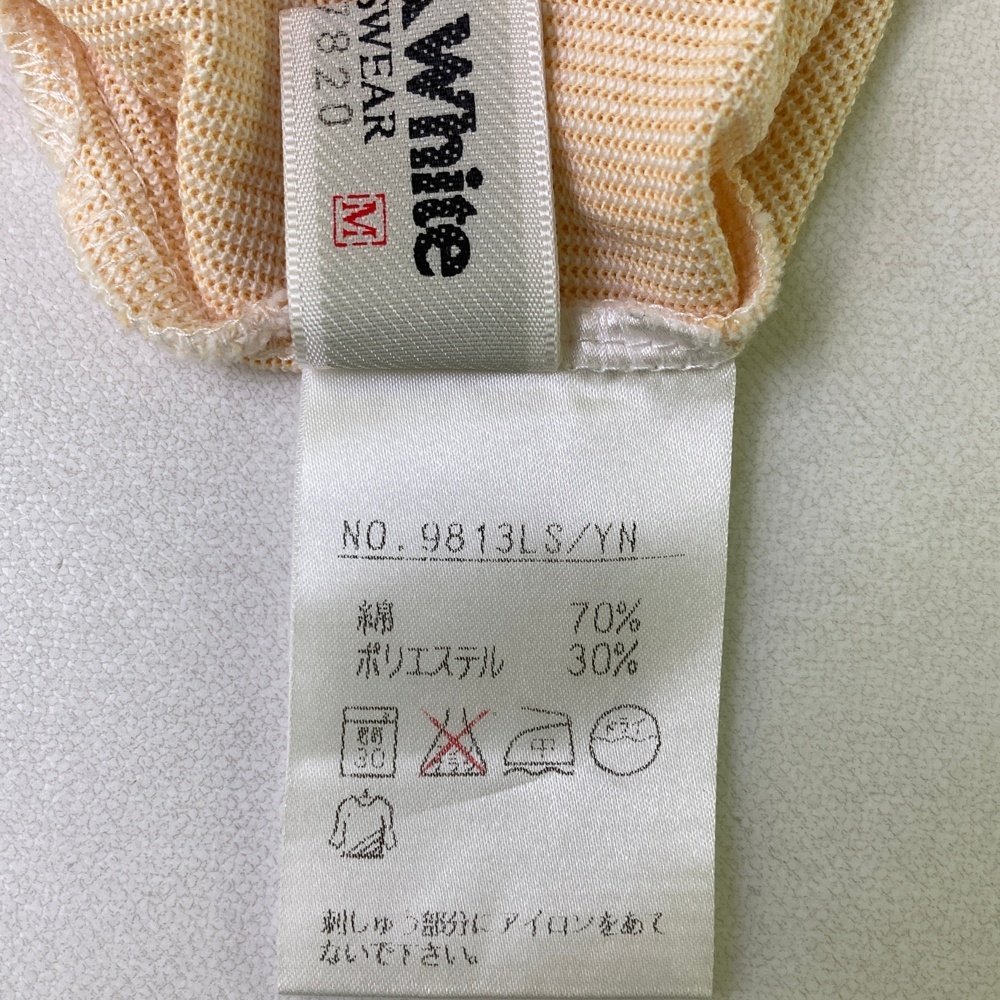 White
SWEAR
7820
M
NO. 9813LS/YN
綿 70%
ポリエステル 30%
30
ドライ
中
刺しゅう部分にアイロンをあて
ないで下さい。